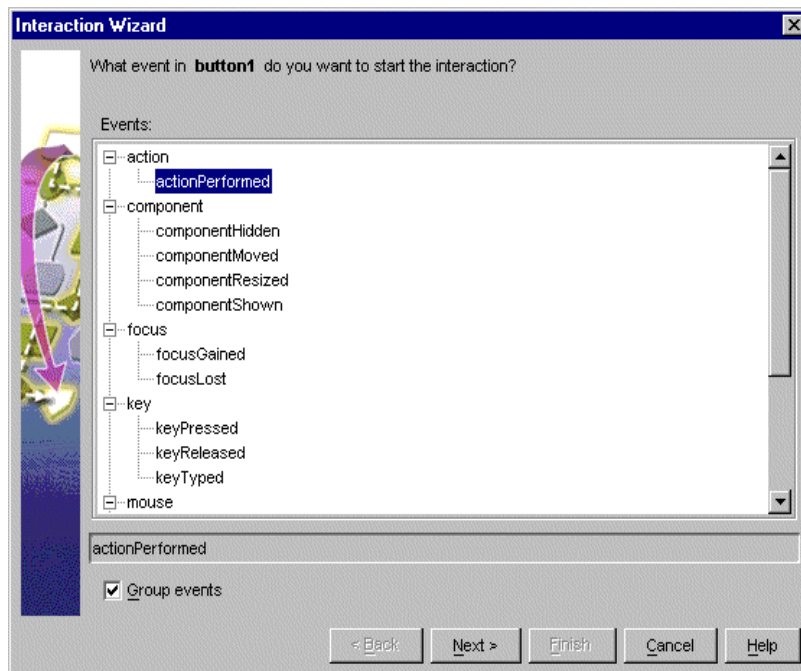 Interaction Wizard
What event in button1 do you want to start the interaction?
Events:
action
actionPerformed
component
componentHidden
componentMoved
componentResized
componentShown
focus
focusGained
focusLost
key
keyPressed
keyReleased
keyTyped
mouse
actionPerformed
Group events
< Back Next > Finish Cancel Help